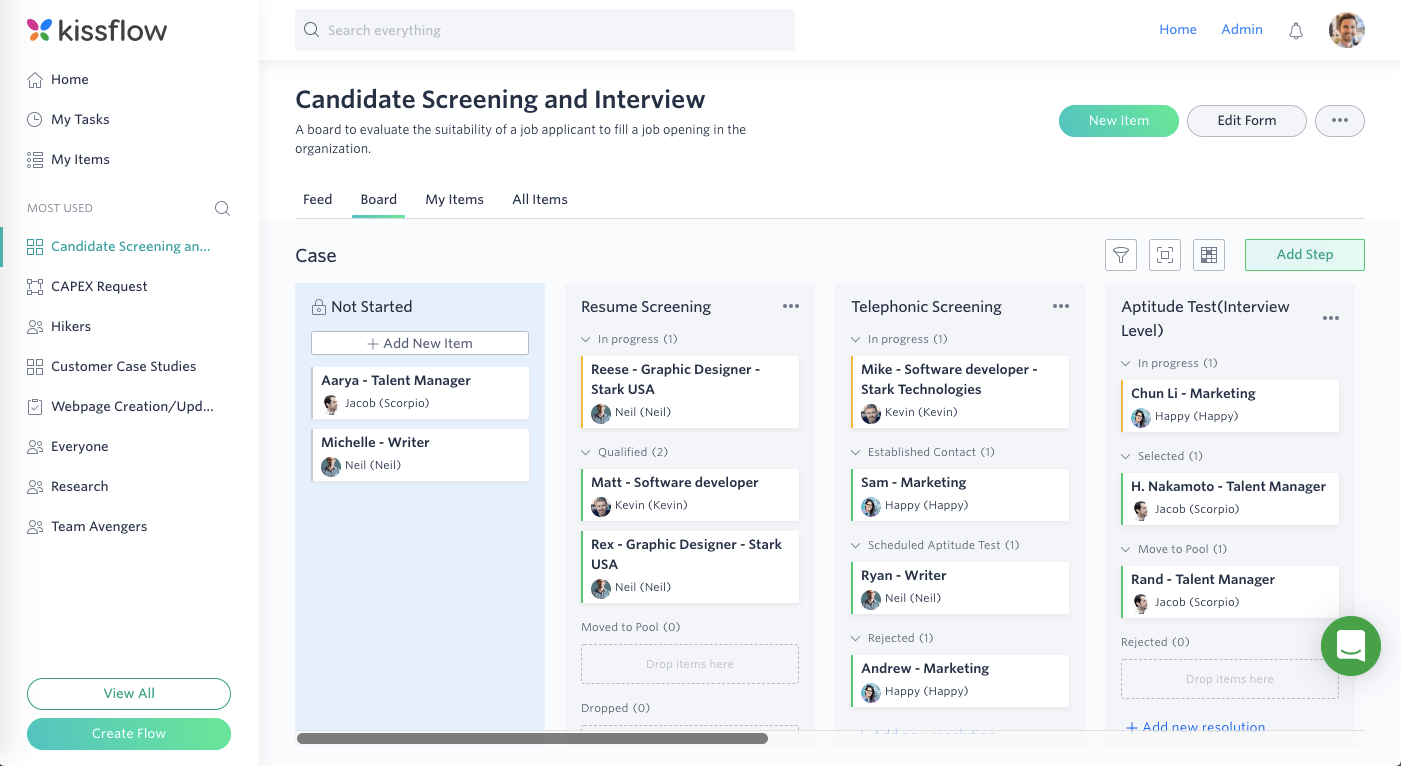 kissflow
Search everything
Home
Admin
Home
My Tasks
My Items
MOST USED
Candidate Screening an...
CAPEX Request
Hikers
Customer Case Studies
Webpage Creation/Upd...
Everyone
Research
Team Avengers
View All
Create Flow
Candidate Screening and Interview
A board to evaluate the suitability of a job applicant to fill a job opening in the
organization.
New Item
Edit Form
Feed
Board
My Items
All Items
Case
Add Step
Not Started
+ Add New Item
Aarya - Talent Manager
Jacob (Scorpio)
Michelle - Writer
Neil (Neil)
Resume Screening
In progress (1)
Reese - Graphic Designer -
Stark USA
Neil (Neil)
Qualified (2)
Matt - Software developer
Kevin (Kevin)
Rex - Graphic Designer - Stark
USA
Neil (Neil)
Moved to Pool (0)
Drop items here
Dropped (0)
Telephonic Screening
In progress (1)
Mike - Software developer -
Stark Technologies
Kevin (Kevin)
Established Contact (1)
Sam - Marketing
Happy (Happy)
Scheduled Aptitude Test (1)
Ryan - Writer
Neil (Neil)
Rejected (1)
Andrew - Marketing
Happy (Happy)
Aptitude Test(Interview
Level)
In progress (1)
Chun Li - Marketing
Happy (Happy)
Selected (1)
H. Nakamoto - Talent Manager
Jacob (Scorpio)
Move to Pool (1)
Rand - Talent Manager
Jacob (Scorpio)
Rejected (0)
Drop items here
+ Add new resolution